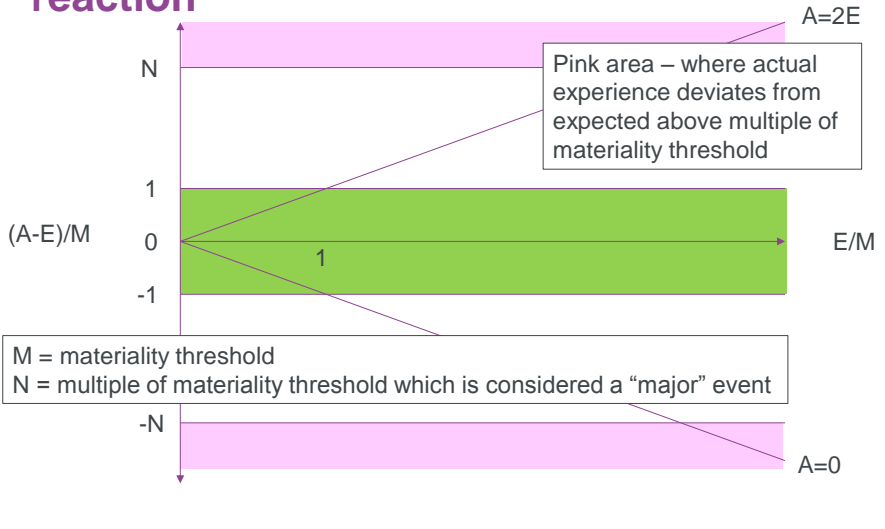 reaction
A=2E
Pink area – where actual
experience deviates from
expected above multiple of
materiality threshold
N
1
(A-E)/M
0
1
E/M
-1
M = materiality threshold
N = multiple of materiality threshold which is considered a “major” event
-N
A=0